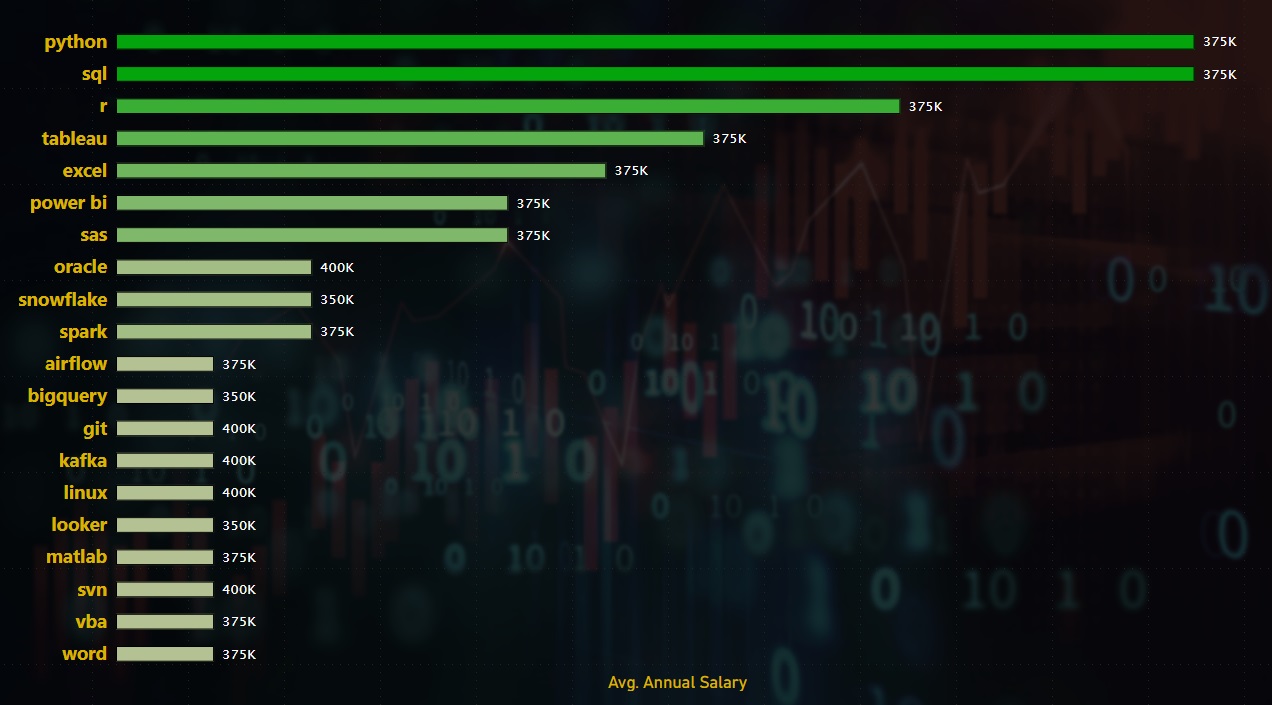 python 375K
sql 375K
r 375K
tableau 375K
excel 375K
power bi 375K
sas 375K
oracle 400K
snowflake 350K
spark 375K
airflow 375K
bigquery 350K
git 400K
kafka 400K
linux 400K
looker 350K
matlab 375K
svn 400K
vba 375K
word 375K
Avg. Annual Salary